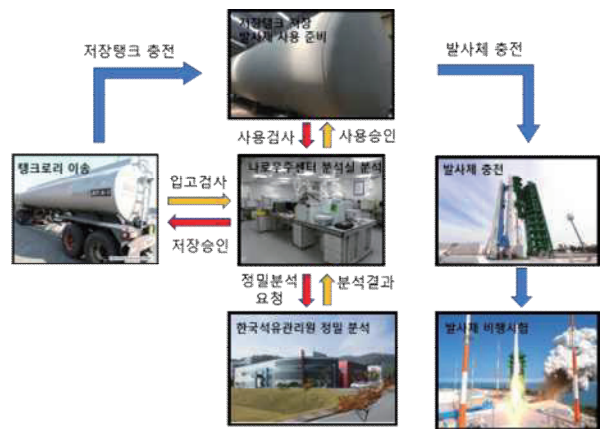 저장탱크 저장
발사체 사용 준비
저장탱크 충전
발사체 충전
사용검사
사용승인
탱크로리 이송
입고검사
저장승인
나로우주센터 분석실 분석
발사체 충전
정밀분석
요청
분석결과
한국석유관리원 정밀 분석
발사체 비행시험